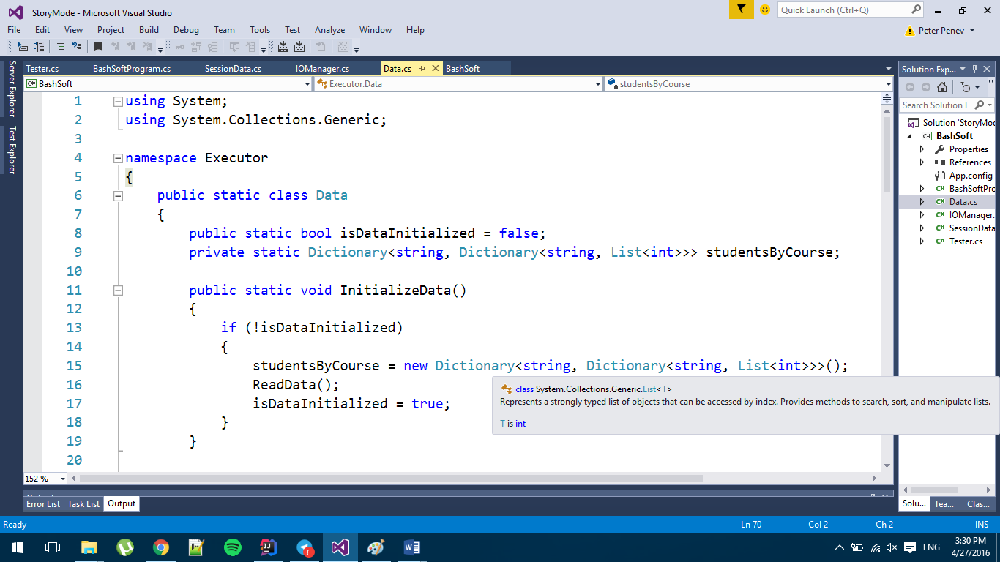 StoryMode - Microsoft Visual Studio
Quick Launch (Ctrl+Q)
File Edit View Project Build Debug Team Tools Test Analyze Window Help
Peter Penev
Server Explorer
Test Explorer
Tester.cs BashSoftProgram.cs SessionData.cs IOManager.cs Data.cs BashSoft
BashSoft Executor.Data studentsByCourse
1 using System;
2 using System.Collections.Generic;
3
4 namespace Executor
5 {
6 public static class Data
7 {
8 public static bool isDataInitialized = false;
9 private static Dictionary<string, Dictionary<string, List<int>>> studentsByCourse;
10
11 public static void InitializeData()
12 {
13 if (!isDataInitialized)
14 {
15 studentsByCourse = new Dictionary<string, Dictionary<string, List<int>>>();
16 ReadData();
17 isDataInitialized = true;
18 }
19 }
20
class System.Collections.Generic.List<T>
Represents a strongly typed list of objects that can be accessed by index. Provides methods to search, sort, and manipulate lists.
T is int
152 %
Solution Exp...
Search Solution E
Solution 'StoryMod
BashSoft
Properties
References
App.config
BashSoftPro
Data.cs
IOManager.
SessionData
Tester.cs
Solu... Tea... Clas...
Error List Task List Output
Ready Ln 70 Col 2 Ch 2 INS
6
ENG
3:30 PM
4/27/2016